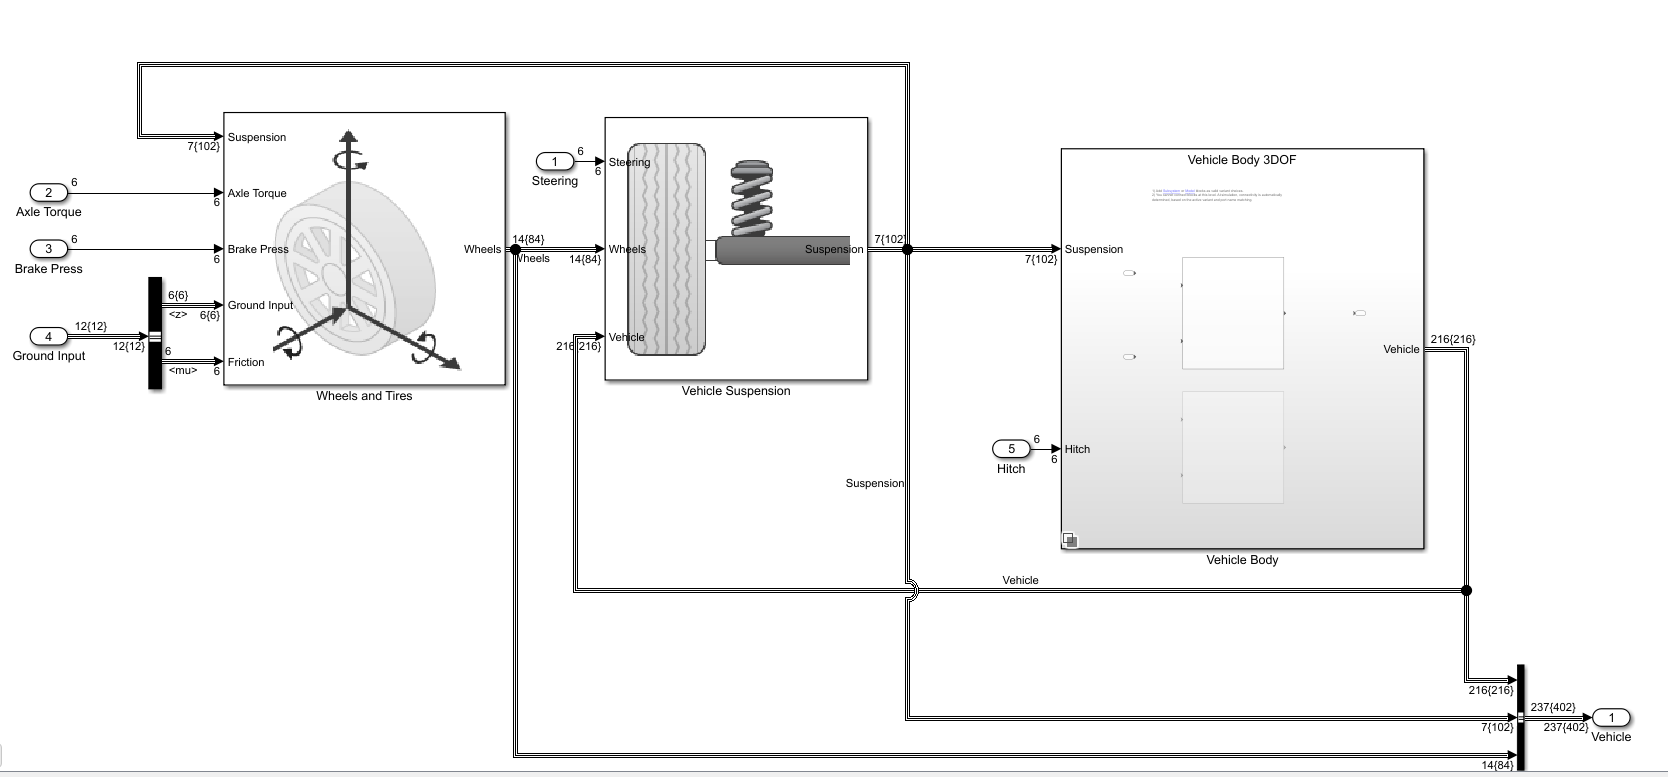 Suspension
7{102}
6
2
Axle Torque
6
Axle Torque
6
3
Brake Press
6
Brake Press
4
Ground Input
12{12}
12{12}
6{6}
<z>
6{6}
Ground Input
6
<mu>
6
Friction
Wheels
Wheels and Tires
14{84}
Wheels
1
Steering
6
6
Steering
14{84}
Wheels
216{216}
Vehicle
Suspension
Vehicle Suspension
7{102}
Suspension
Vehicle Body 3DOF
7{102}
Suspension
5
Hitch
6
6
Hitch
Vehicle
Vehicle Body
216{216}
Vehicle
216{216}
7{102}
14{84}
237{402}
237{402}
1
Vehicle